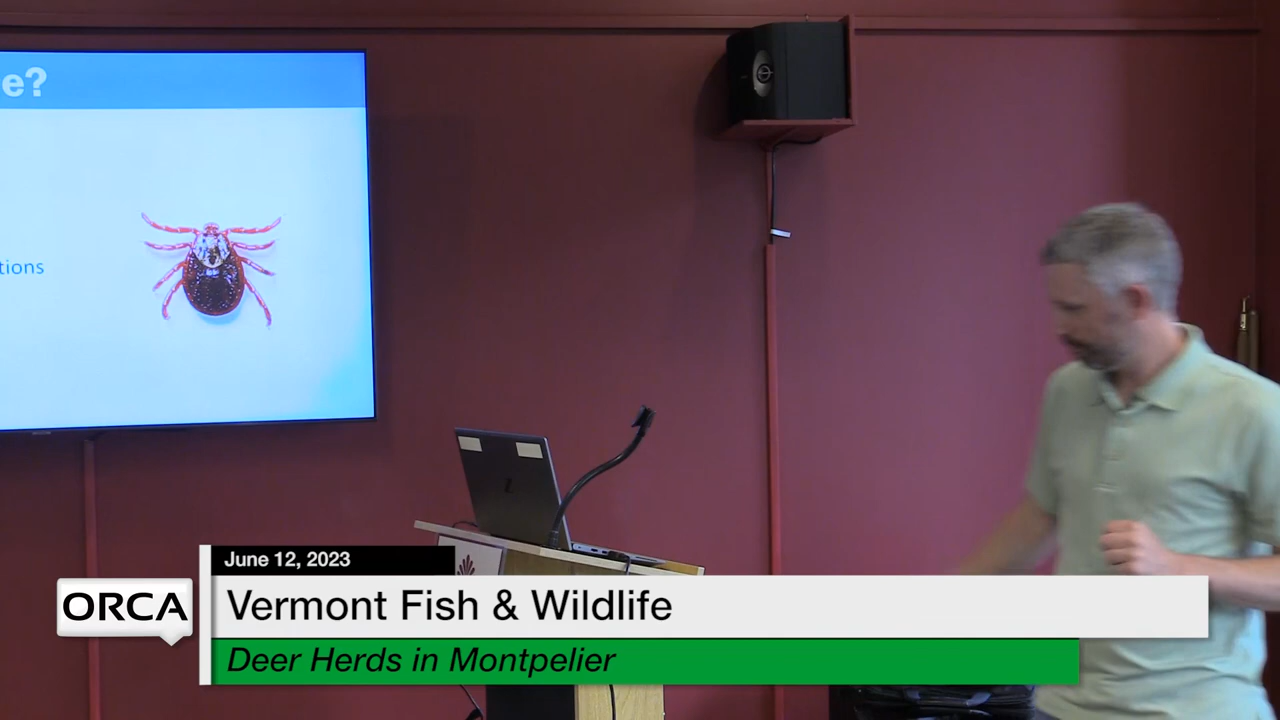 e?
tions
June 12, 2023
ORCA
Vermont Fish & Wildlife
Deer Herds in Montpelier